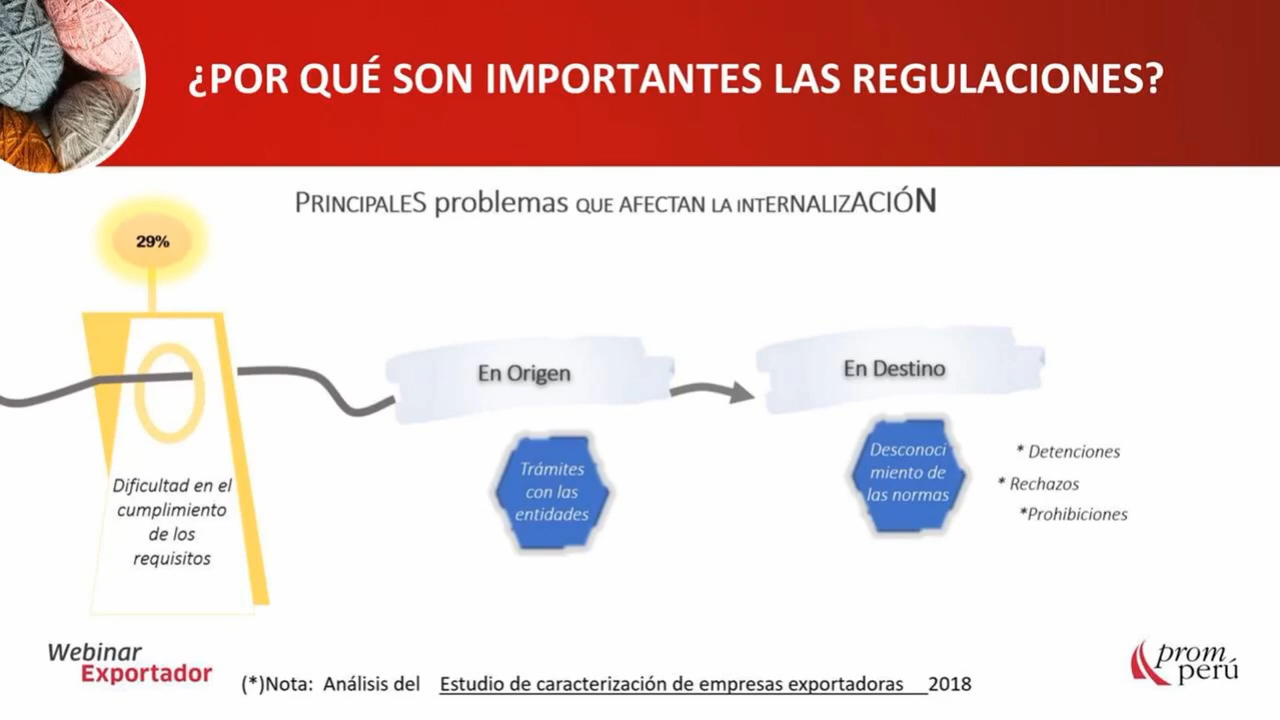 ¿POR QUÉ SON IMPORTANTES LAS REGULACIONES?
PRINCIPALES problemas QUE AFECTAN LA INTERNALIZACIÓN
29%
Dificultad en el
cumplimiento
de los
requisitos
En Origen
Trámites
con las
entidades
En Destino
Desconoci
miento de
las normas
* Detenciones
* Rechazos
*Prohibiciones
Webinar
Exportador
(*)Nota: Análisis del Estudio de caracterización de empresas exportadoras 2018
prom
perú